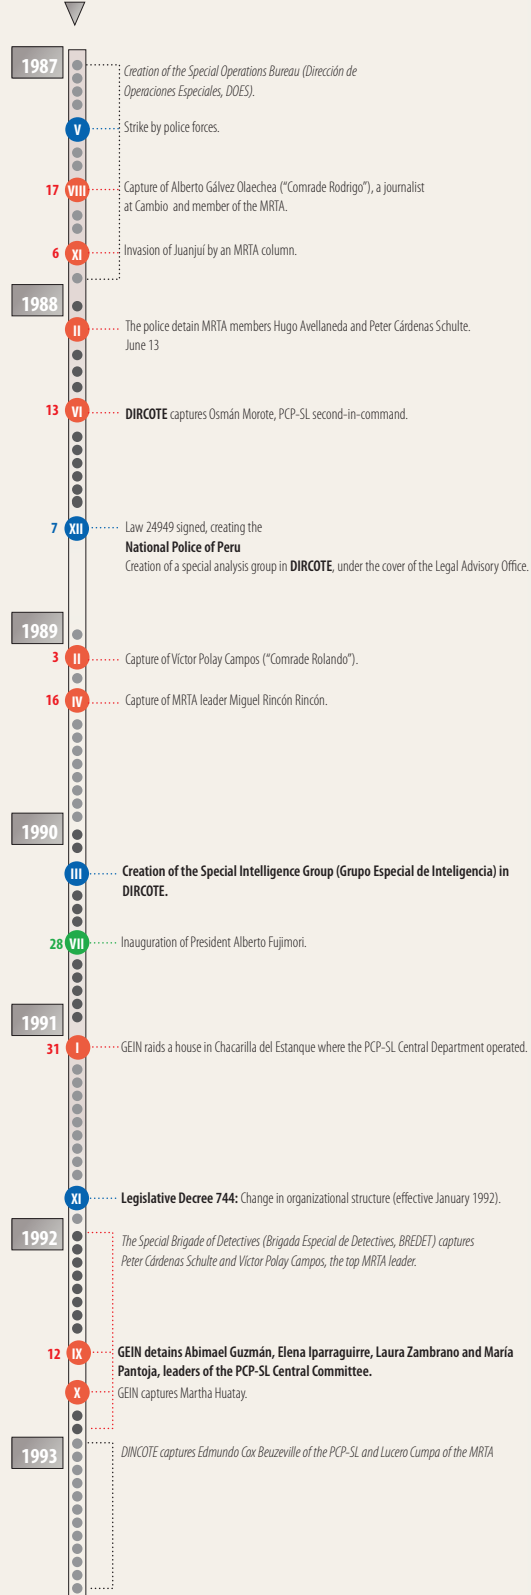 1987
Creation of the Special Operations Bureau (Dirección de
Operaciones Especiales, DOES).
V
Strike by police forces.
17 VIII
Capture of Alberto Gálvez Olaechea (“Comrade Rodrigo”), a journalist
at Cambio and member of the MRTA.
6 XI
Invasion of Juanjuí by an MRTA column.
1988
II
The police detain MRTA members Hugo Avellaneda and Peter Cárdenas Schulte.
June 13
13 VI
DIRCOTE captures Osmán Morote, PCP-SL second-in-command.
7 XII
Law 24949 signed, creating the
National Police of Peru
Creation of a special analysis group in DIRCOTE, under the cover of the Legal Advisory Office.
1989
3 II
Capture of Víctor Polay Campos (“Comrade Rolando”).
16 IV
Capture of MRTA leader Miguel Rincón Rincón.
1990
III
Creation of the Special Intelligence Group (Grupo Especial de Inteligencia) in
DIRCOTE.
28 VII
Inauguration of President Alberto Fujimori.
1991
31 I
GEIN raids a house in Chacarilla del Estanque where the PCP-SL Central Department operated.
XI
Legislative Decree 744: Change in organizational structure (effective January 1992).
1992
The Special Brigade of Detectives (Brigada Especial de Detectives, BREDET) captures
Peter Cárdenas Schulte and Víctor Polay Campos, the top MRTA leader.
12 IX
GEIN detains Abimael Guzmán, Elena Iparraguirre, Laura Zambrano and María
Pantoja, leaders of the PCP-SL Central Committee.
X
GEIN captures Martha Huatay.
1993
DINCOTE captures Edmundo Cox Beuzeville of the PCP-SL and Lucero Cumpa of the MRTA